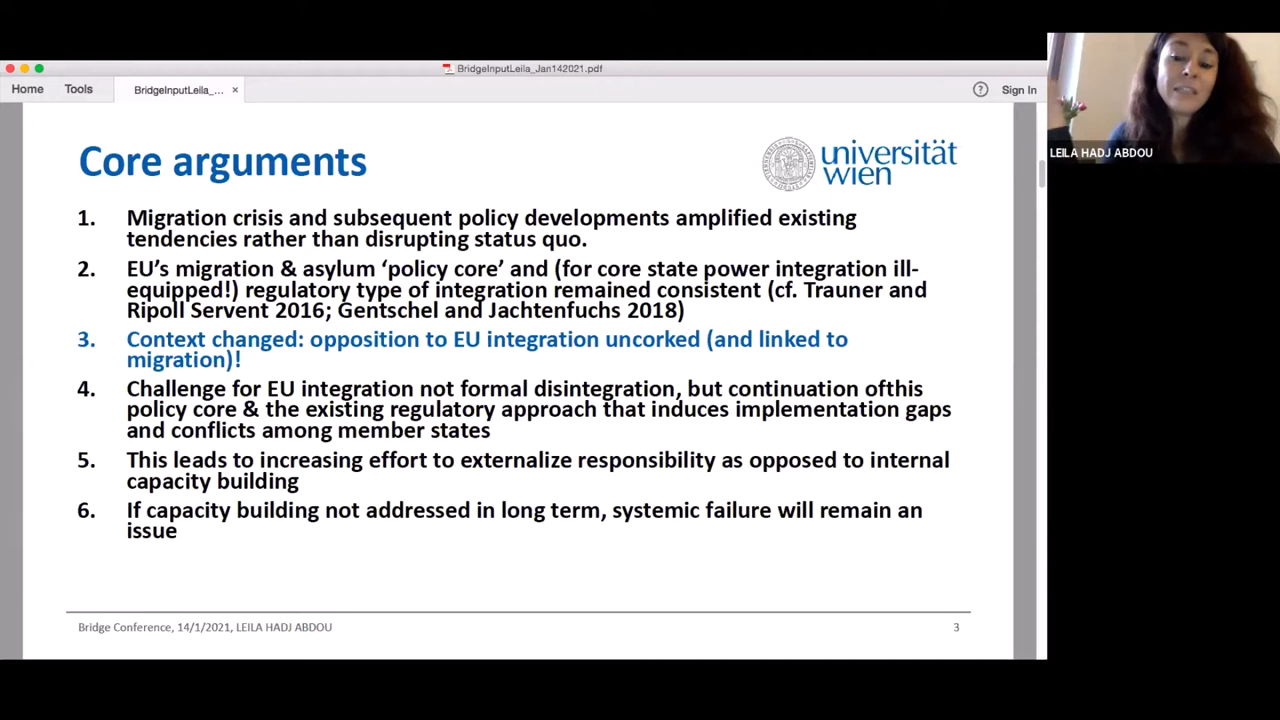 BridgeInputLeila_Jan142021.pdf
Home Tools BridgeInputLeila_... × ? Sign In
LEILA HADJ ABDOU
Core arguments
universität
wien
1. Migration crisis and subsequent policy developments amplified existing
tendencies rather than disrupting status quo.
2. EU’s migration & asylum ‘policy core’ and (for core state power integration ill-
equipped!) regulatory type of integration remained consistent (cf. Trauner and
Ripoll Servent 2016; Gentschel and Jachtenfuchs 2018)
3. Context changed: opposition to EU integration uncorked (and linked to
migration)!
4. Challenge for EU integration not formal disintegration, but continuation ofthis
policy core & the existing regulatory approach that induces implementation gaps
and conflicts among member states
5. This leads to increasing effort to externalize responsibility as opposed to internal
capacity building
6. If capacity building not addressed in long term, systemic failure will remain an
issue
Bridge Conference, 14/1/2021, LEILA HADJ ABDOU 3